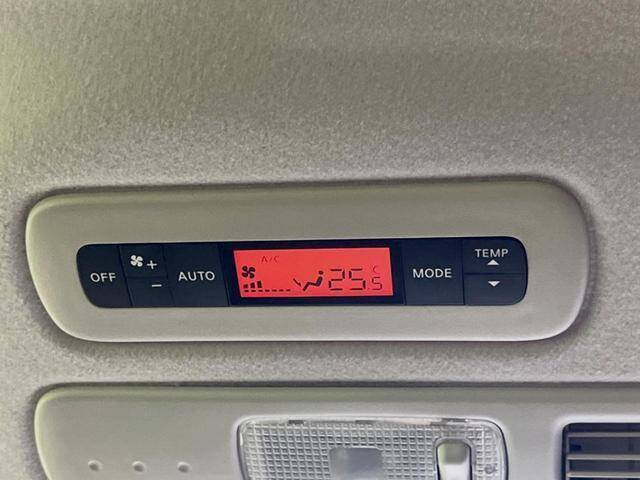 OFF
+
−
AUTO
A/C
25.5 C
MODE
TEMP